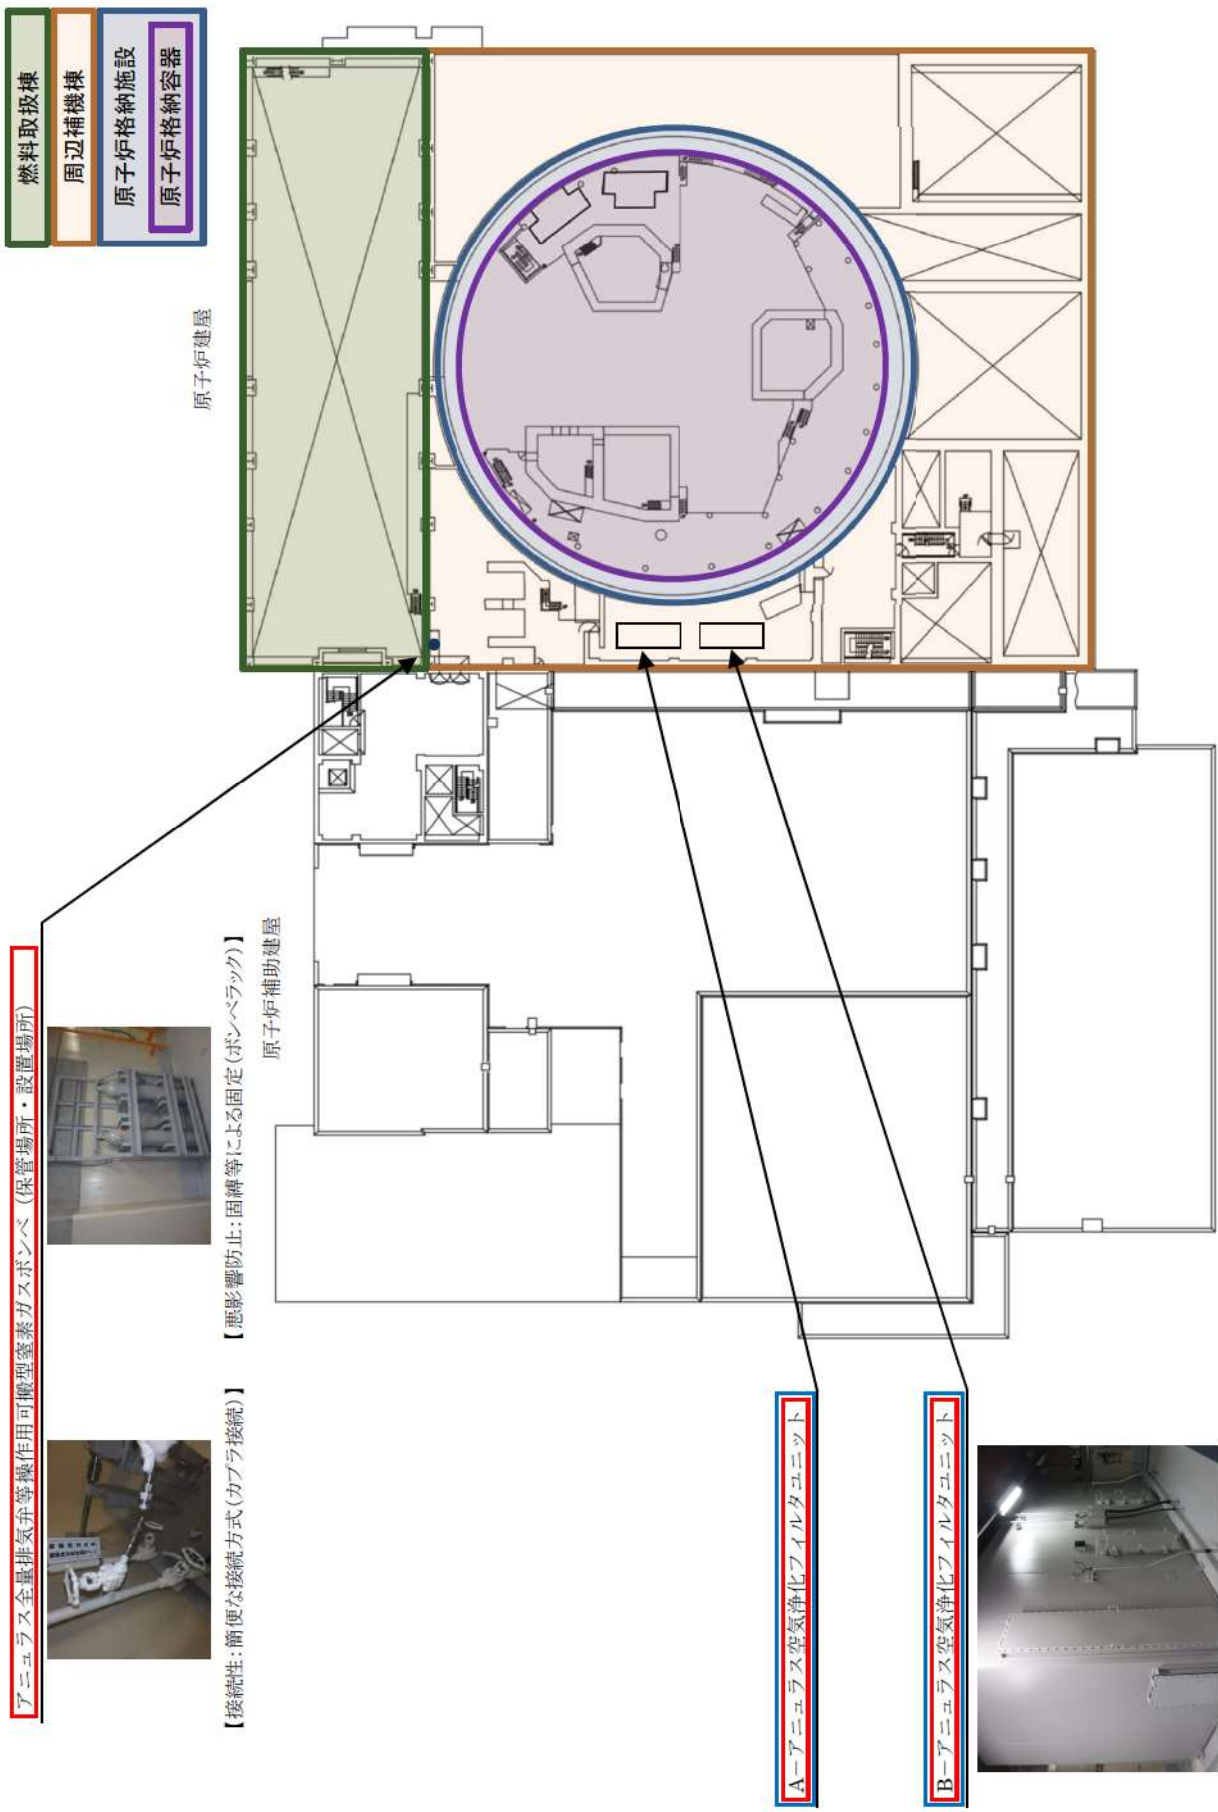 アニュラス全量排気弁等操作用可搬型窒素ガスボンベ（保管場所・設置場所）
【接続性：簡便な接続方式（カプラ接続）】
【悪影響防止：固縛等による固定（ボンベラック）】
原子炉補助建屋
原子炉建屋
燃料取扱棟
周辺補機棟
原子炉格納施設
原子炉格納容器
A－アニュラス空気浄化フィルタユニット
B－アニュラス空気浄化フィルタユニット